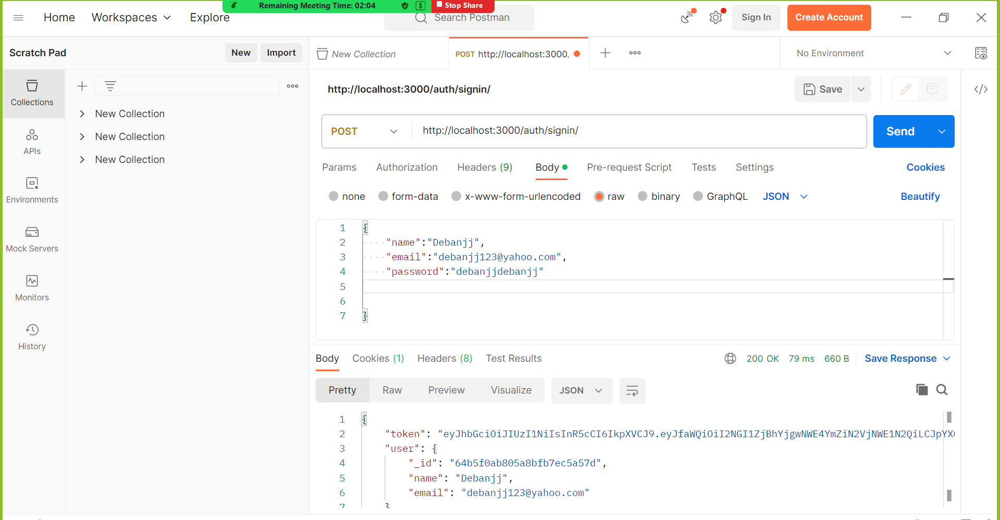 Remaining Meeting Time: 02:04
Stop Share
Home
Workspaces
Explore
Search Postman
Sign In
Create Account
Scratch Pad
New
Import
New Collection
POST http://localhost:3000/
No Environment
Collections
APIs
Environments
Mock Servers
Monitors
History
New Collection
New Collection
New Collection
http://localhost:3000/auth/signin/
Save
POST
http://localhost:3000/auth/signin/
Send
Params
Authorization
Headers (9)
Body
Pre-request Script
Tests
Settings
Cookies
none
form-data
x-www-form-urlencoded
raw
binary
GraphQL
JSON
Beautify
1 {
2 "name":"Debanjj",
3 "email":"debanjj123@yahoo.com",
4 "password":"debanjjdebanjj"
5
6
7 }
Body
Cookies (1)
Headers (8)
Test Results
200 OK
79 ms
660 B
Save Response
Pretty
Raw
Preview
Visualize
JSON
1 {
2 "token": "eyJhbGciOiJIUzI1NiIsInR5cCI6IkpXVCJ9.eyJfaWQiOiI2NGI1ZjBhYjgwNWE4YmZiN2VjNWE1N2QiLCJpYX
3 "user": {
4 "_id": "64b5f0ab805a8bfb7ec5a57d",
5 "name": "Debanjj",
6 "email": "debanjj123@yahoo.com"
7 }